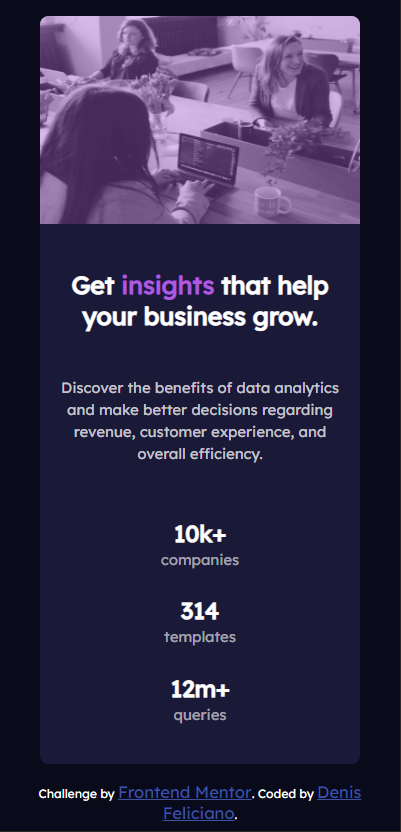 Get insights that help
your business grow.
Discover the benefits of data analytics
and make better decisions regarding
revenue, customer experience, and
overall efficiency.
10k+
companies
314
templates
12m+
queries
Challenge by Frontend Mentor. Coded by Denis
Feliciano.